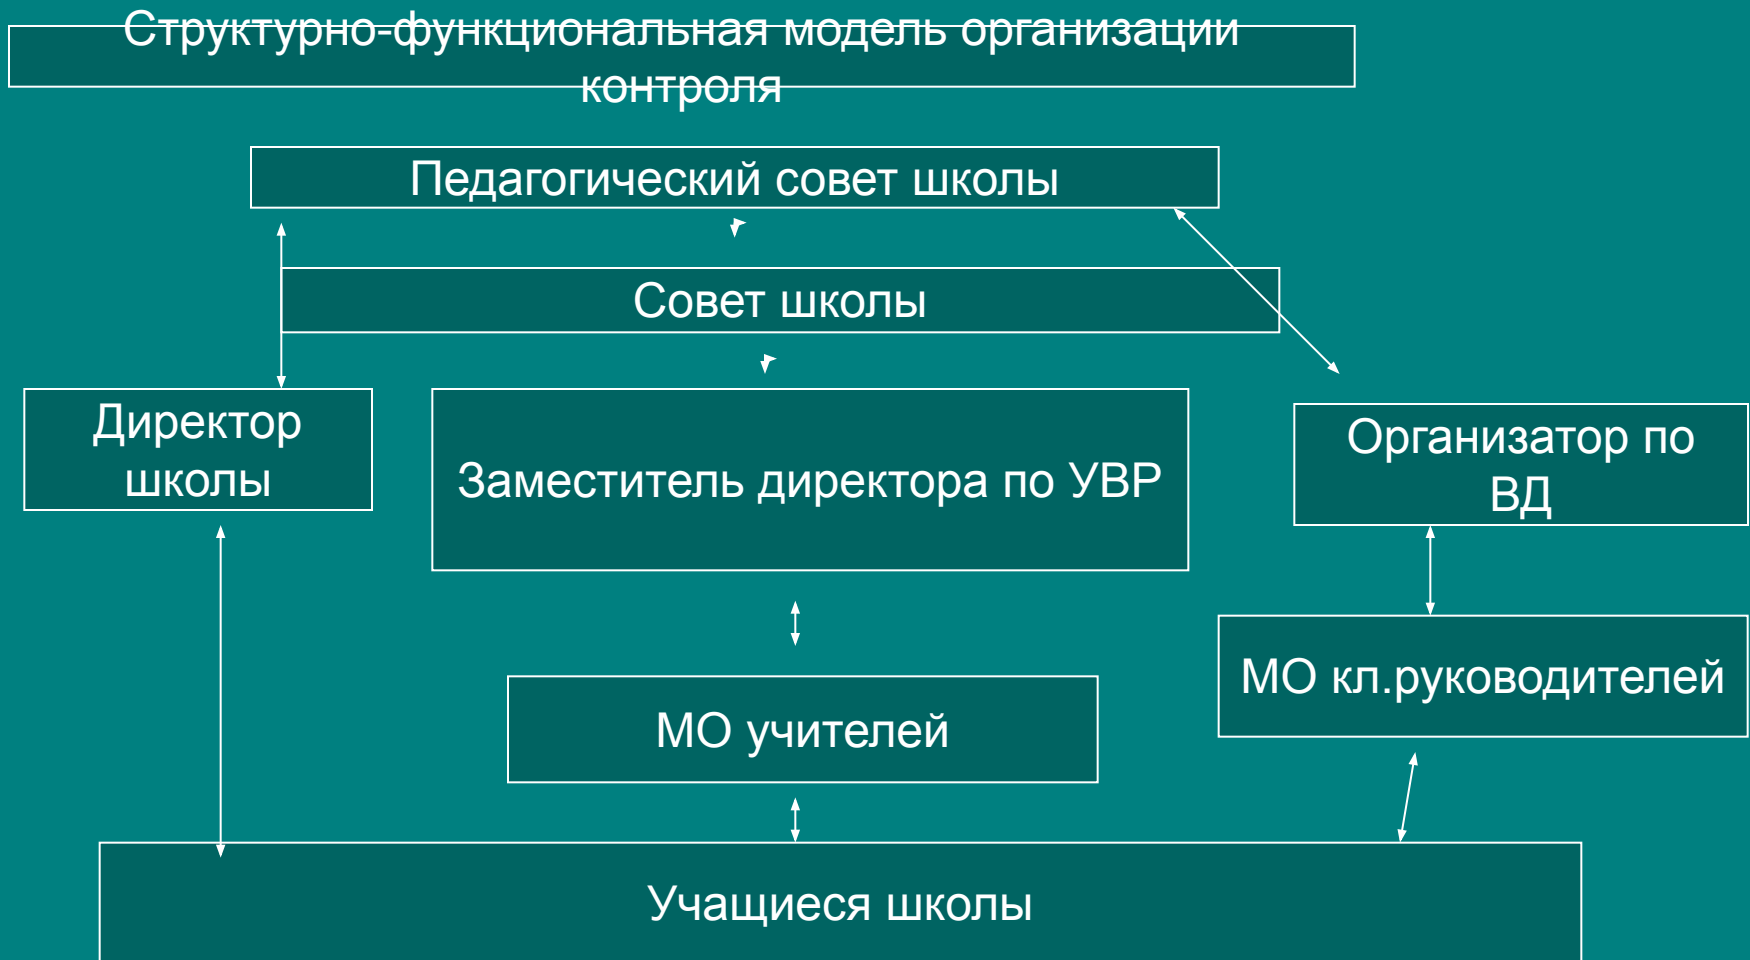 Структурно-функциональная модель организации
контроля
Педагогический совет школы
Совет школы
Директор
школы
Заместитель директора по УВР
Организатор по
ВД
МО кл.руководителей
МО учителей
Учащиеся школы